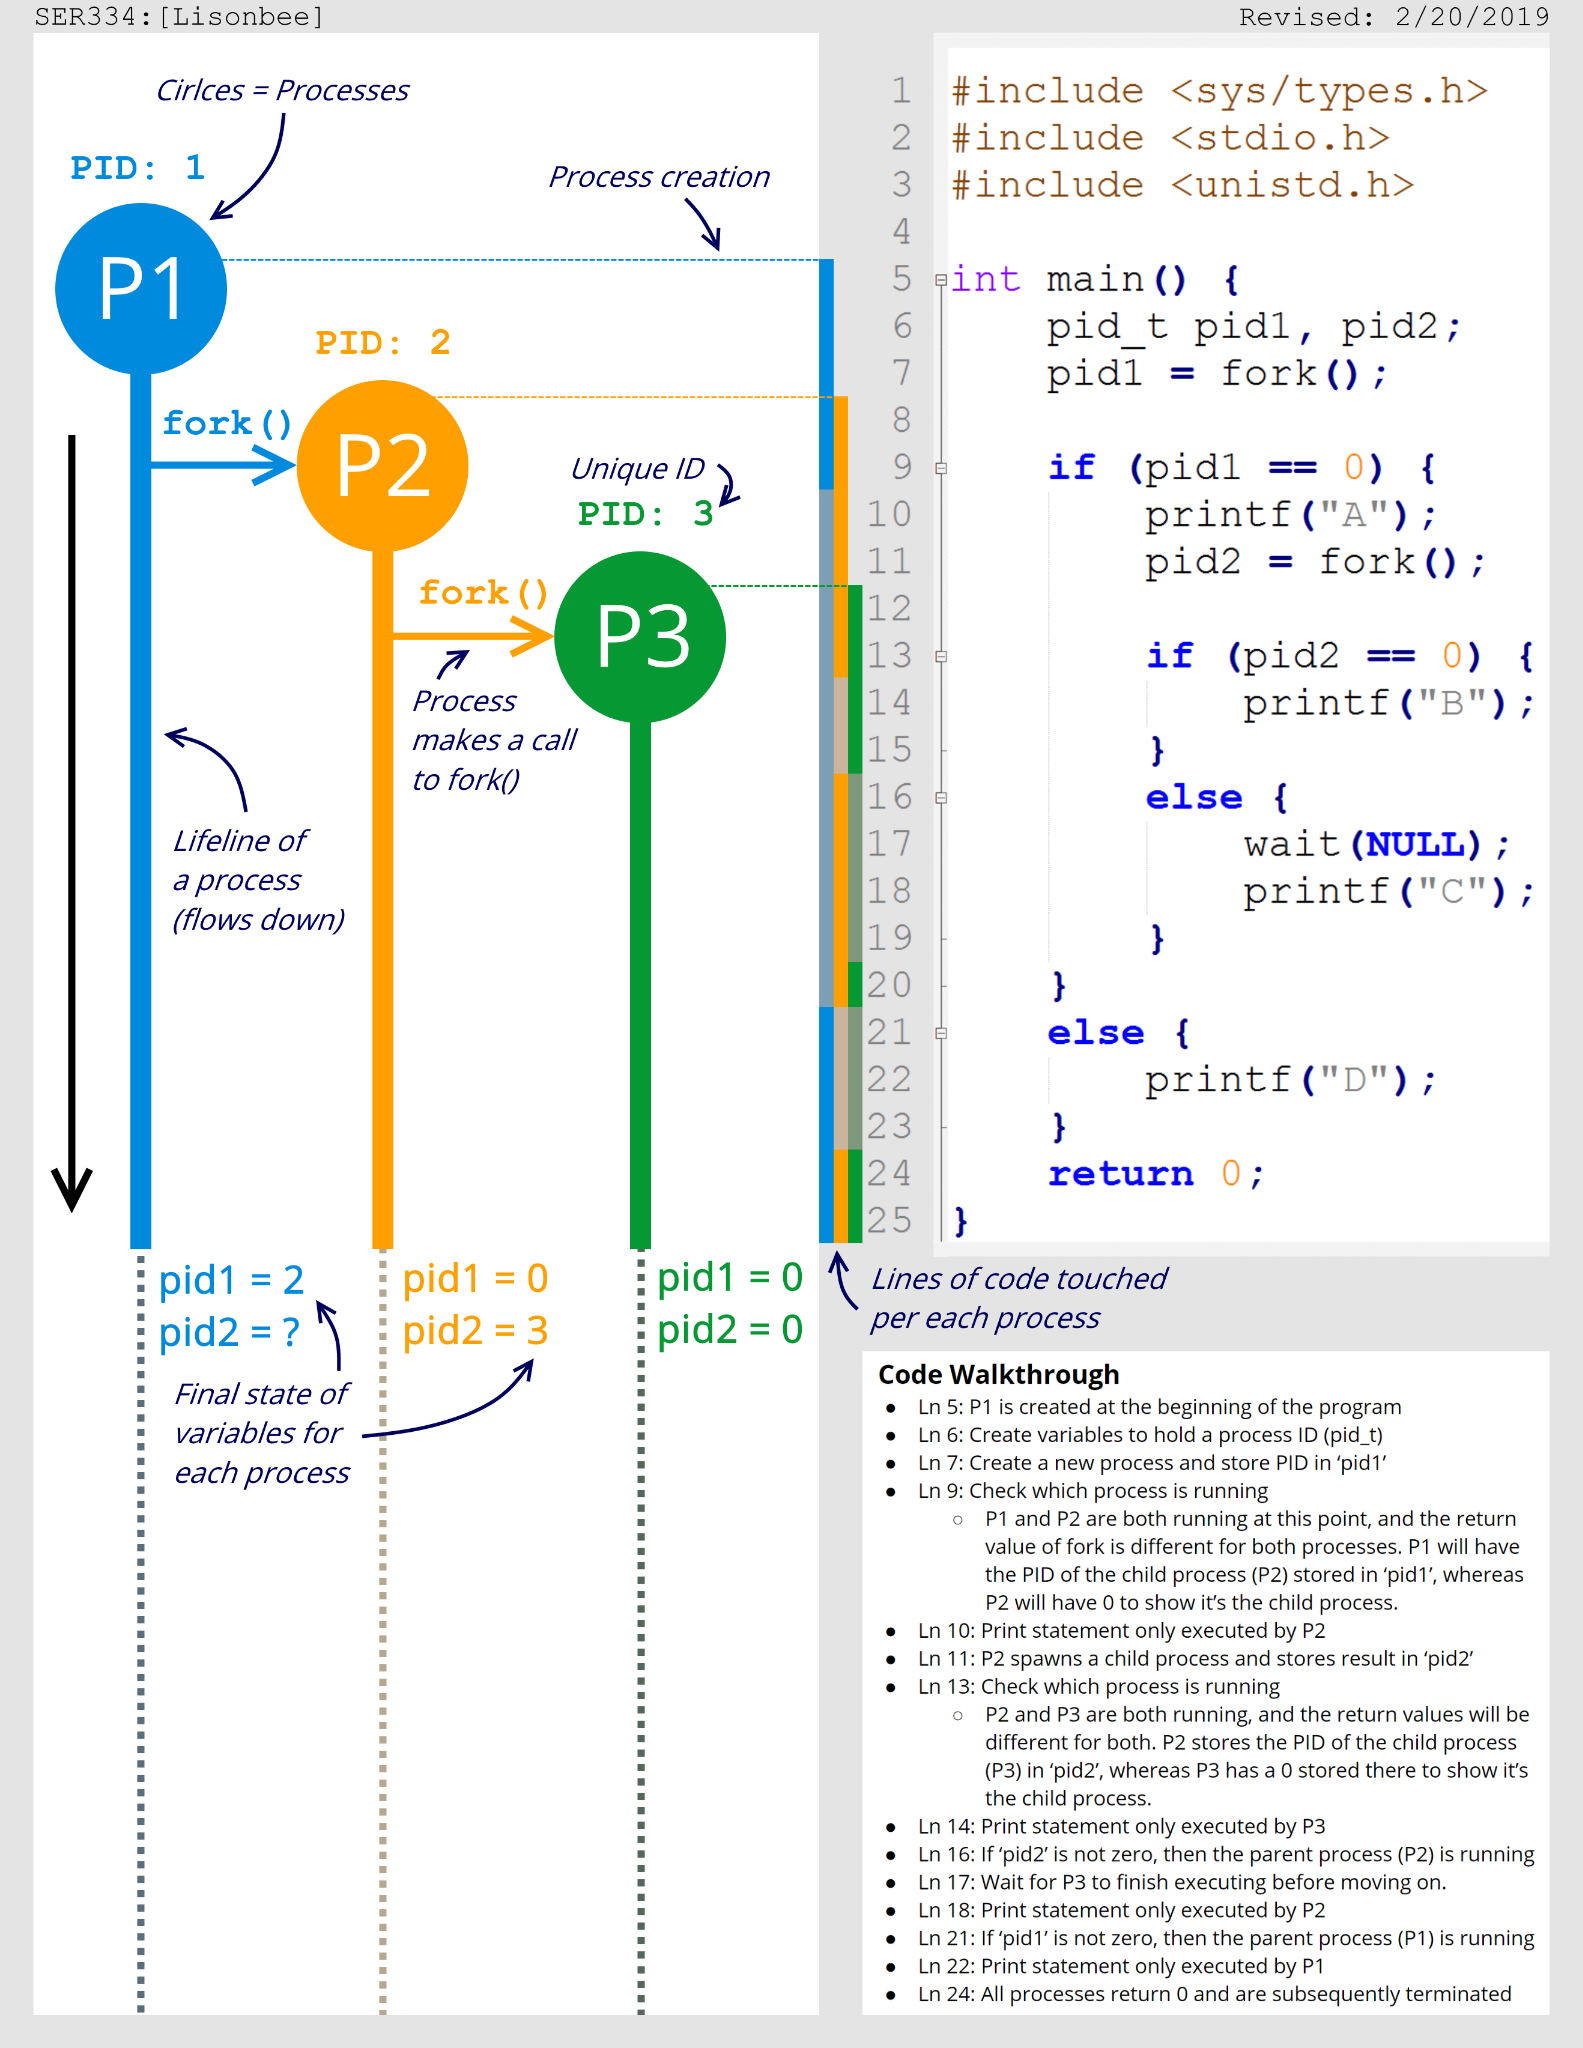 SER334:[Lisonbee]
Revised: 2/20/2019
Cirlces = Processes
PID: 1
Process creation
P1
PID: 2
fork()
P2
Unique ID
PID: 3
fork()
P3
Process
makes a call
to fork()
Lifeline of
a process
(flows down)
pid1 = 2
pid2 = ?
pid1 = 0
pid2 = 3
pid1 = 0
pid2 = 0
Final state of
variables for
each process
1 #include <sys/types.h>
2 #include <stdio.h>
3 #include <unistd.h>
4
5 int main() {
6 pid_t pid1, pid2;
7 pid1 = fork();
8
9 if (pid1 == 0) {
10 printf("A");
11 pid2 = fork();
12
13 if (pid2 == 0) {
14 printf("B");
15 }
16 else {
17 wait(NULL);
18 printf("C");
19 }
20 }
21 else {
22 printf("D");
23 }
24 return 0;
25 }
Lines of code touched
per each process
Code Walkthrough
● Ln 5: P1 is created at the beginning of the program
● Ln 6: Create variables to hold a process ID (pid_t)
● Ln 7: Create a new process and store PID in ‘pid1’
● Ln 9: Check which process is running
○ P1 and P2 are both running at this point, and the return
value of fork is different for both processes. P1 will have
the PID of the child process (P2) stored in ‘pid1’, whereas
P2 will have 0 to show it’s the child process.
● Ln 10: Print statement only executed by P2
● Ln 11: P2 spawns a child process and stores result in ‘pid2’
● Ln 13: Check which process is running
○ P2 and P3 are both running, and the return values will be
different for both. P2 stores the PID of the child process
(P3) in ‘pid2’, whereas P3 has a 0 stored there to show it’s
the child process.
● Ln 14: Print statement only executed by P3
● Ln 16: If ‘pid2’ is not zero, then the parent process (P2) is running
● Ln 17: Wait for P3 to finish executing before moving on.
● Ln 18: Print statement only executed by P2
● Ln 21: If ‘pid1’ is not zero, then the parent process (P1) is running
● Ln 22: Print statement only executed by P1
● Ln 24: All processes return 0 and are subsequently terminated